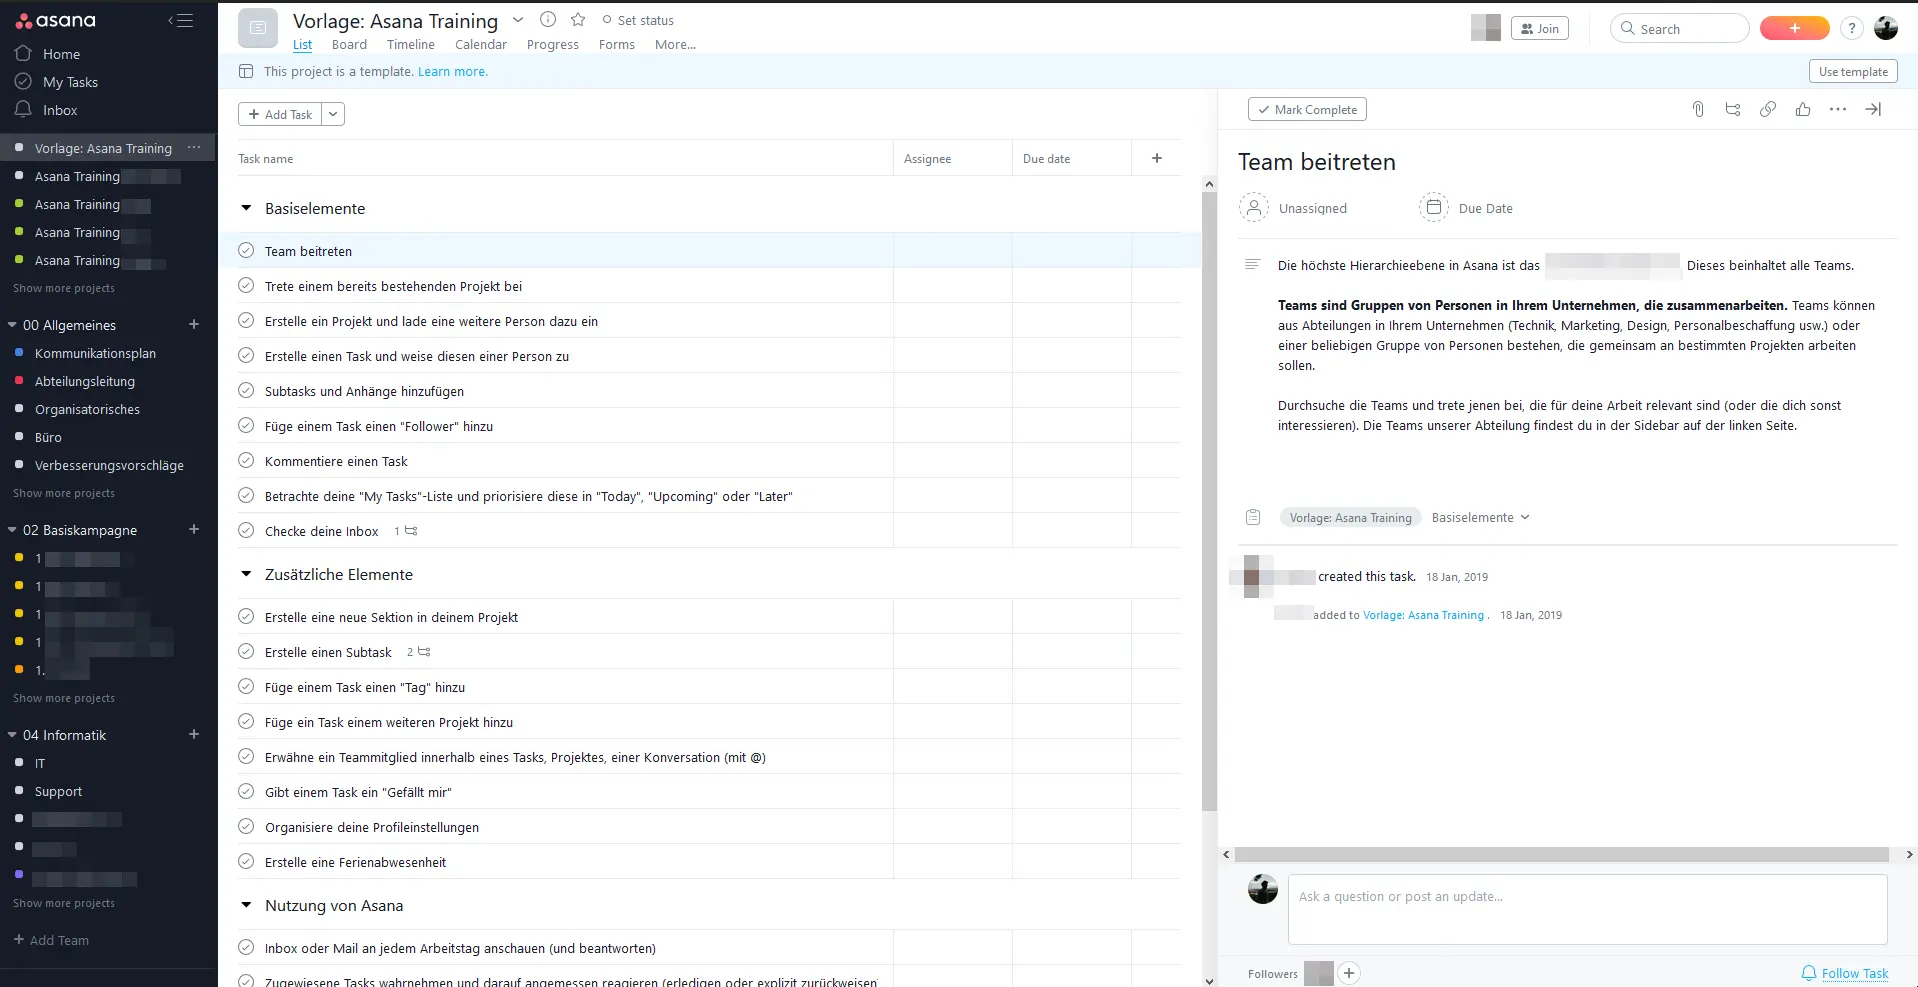 asana
Home
My Tasks
Inbox
Vorlage: Asana Training
Asana Training
Asana Training
Asana Training
Asana Training
Show more projects
00 Allgemeines
Kommunikationsplan
Abteilungsleitung
Organisatorisches
Büro
Verbesserungsvorschläge
Show more projects
02 Basiskampagne
1
1
1
1
1.
Show more projects
04 Informatik
IT
Support
Show more projects
Add Team
Vorlage: Asana Training
Set status
List Board Timeline Calendar Progress Forms More...
Join
Search
?
This project is a template. Learn more.
Use template
Add Task
Task name Assignee Due date
Basiselemente
Team beitreten
Trete einem bereits bestehenden Projekt bei
Erstelle ein Projekt und lade eine weitere Person dazu ein
Erstelle einen Task und weise diesen einer Person zu
Subtasks und Anhänge hinzufügen
Füge einem Task einen "Follower" hinzu
Kommentiere einen Task
Betrachte deine "My Tasks"-Liste und priorisiere diese in "Today", "Upcoming" oder "Later"
Checke deine Inbox 1
Zusätzliche Elemente
Erstelle eine neue Sektion in deinem Projekt
Erstelle einen Subtask 2
Füge einem Task einen "Tag" hinzu
Füge ein Task einem weiteren Projekt hinzu
Erwähne ein Teammitglied innerhalb eines Tasks, Projektes, einer Konversation (mit @)
Gibt einem Task ein "Gefällt mir"
Organisiere deine Profileinstellungen
Erstelle eine Ferienabwesenheit
Nutzung von Asana
Inbox oder Mail an jedem Arbeitstag anschauen (und beantworten)
Zugewiesene Tasks wahrnehmen und darauf angemessen reagieren (erledigen oder explizit zurückweisen
Mark Complete
Team beitreten
Unassigned
Due Date
Die höchste Hierarchieebene in Asana ist das Dieses beinhaltet alle Teams.
Teams sind Gruppen von Personen in Ihrem Unternehmen, die zusammenarbeiten. Teams können
aus Abteilungen in Ihrem Unternehmen (Technik, Marketing, Design, Personalbeschaffung usw.) oder
einer beliebigen Gruppe von Personen bestehen, die gemeinsam an bestimmten Projekten arbeiten
sollen.
Durchsuche die Teams und trete jenen bei, die für deine Arbeit relevant sind (oder die dich sonst
interessieren). Die Teams unserer Abteilung findest du in der Sidebar auf der linken Seite.
Vorlage: Asana Training Basiselemente
created this task. 18 Jan, 2019
added to Vorlage: Asana Training . 18 Jan, 2019
Ask a question or post an update...
Followers
Follow Task